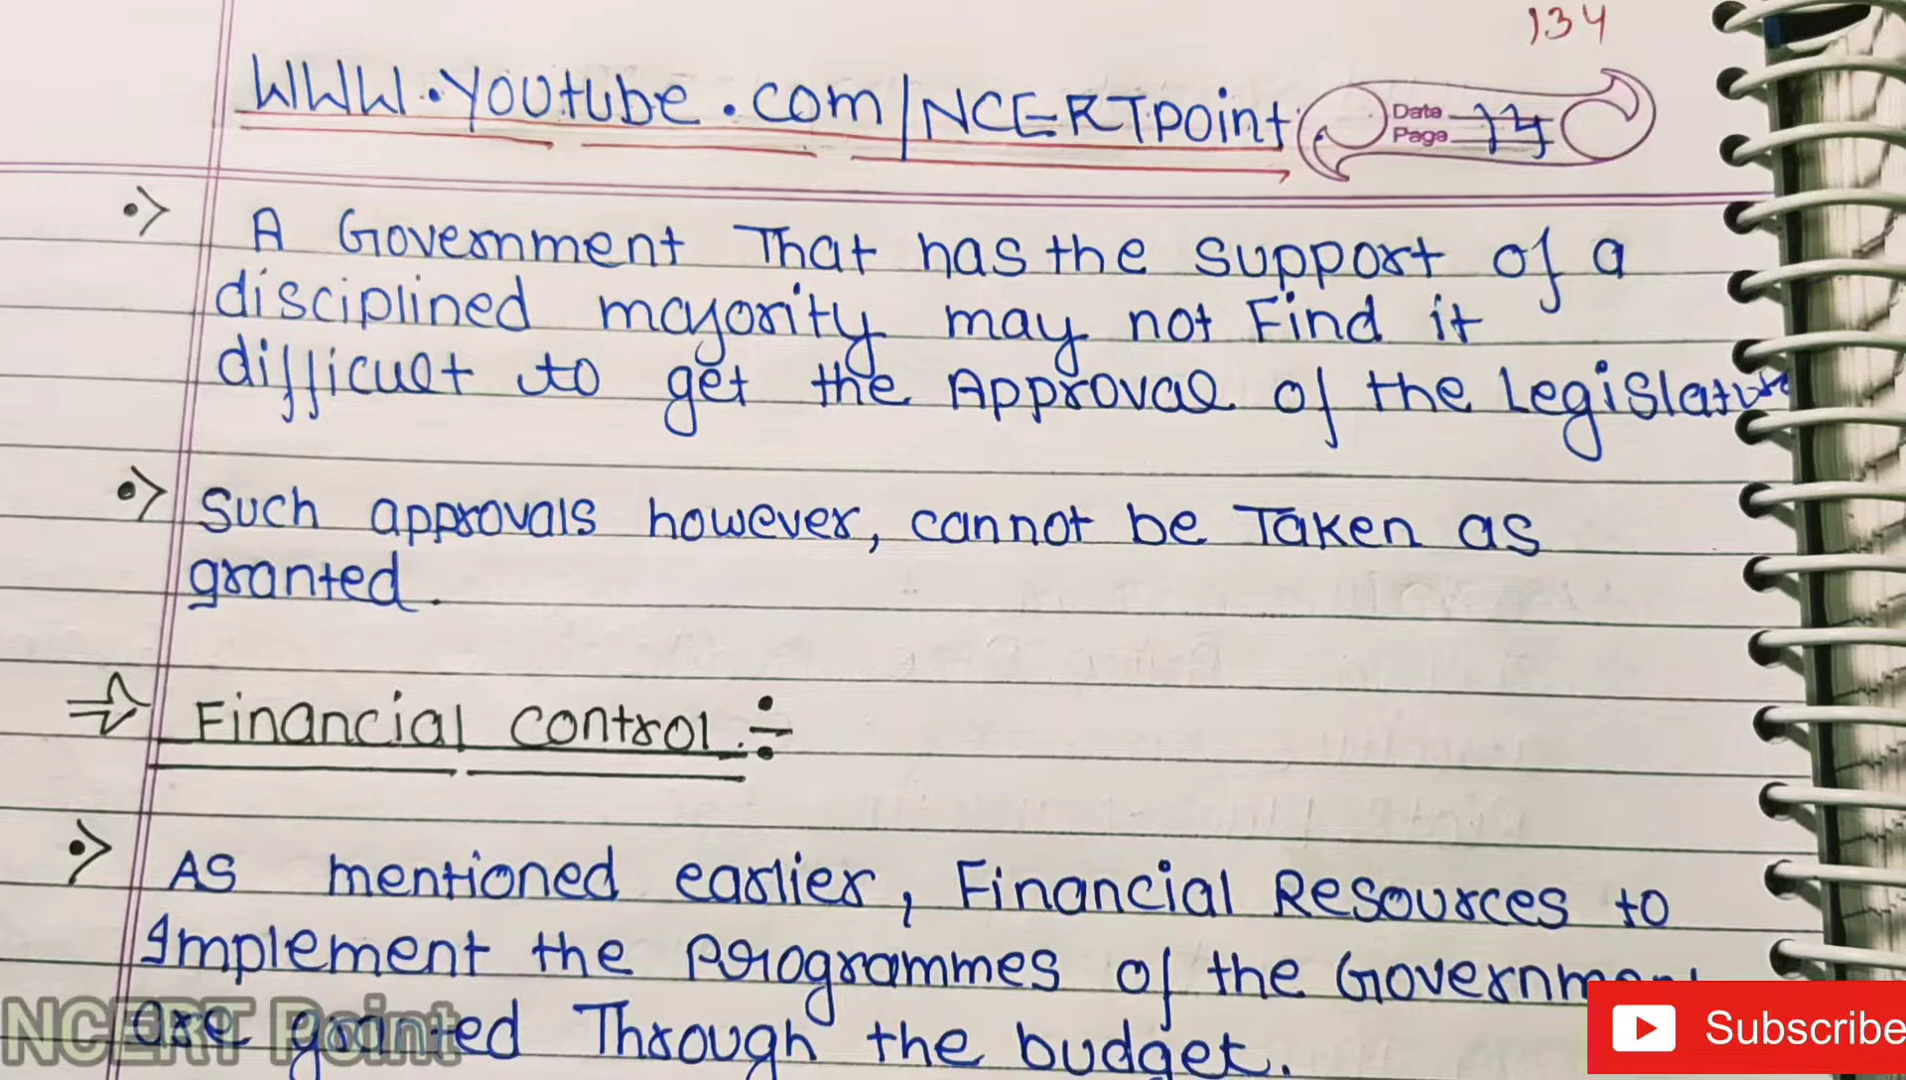 134
www.youtube.com/NCERTpoint
Date
Page
A Government That has the support of a
disciplined majority may not Find it
difficult to get the Approval of the Legislature
Such approvals however, cannot be Taken as
granted.
Financial control :-
As mentioned earlier, Financial Resources to
Implement the Programmes of the Government
are granted Through the budget.
NCERT Point
Subscribe